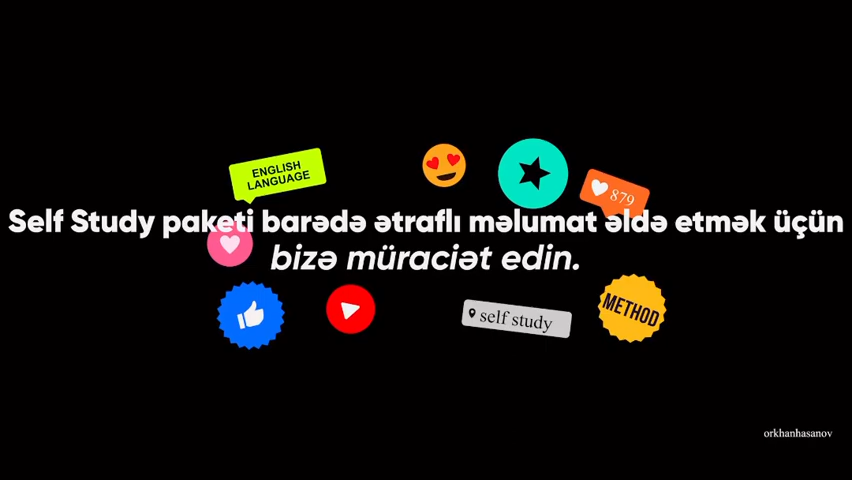 ENGLISH
LANGUAGE
879
Self Study paketi barədə ətraflı məlumat əldə etmək üçün
bizə müraciət edin.
self study
METHOD
orkhanhasanov